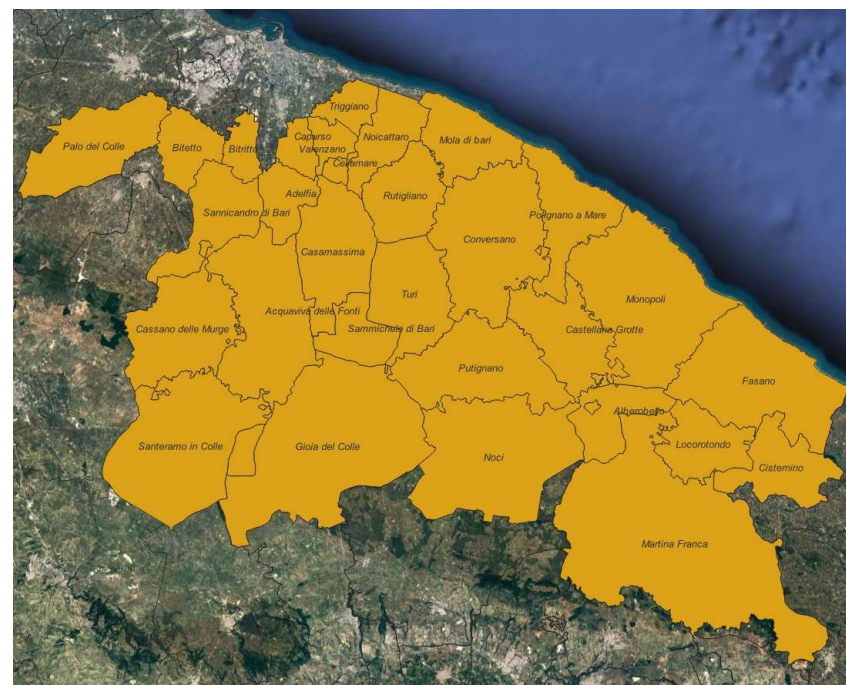 Triggiano
Palo del Colle
Bitetto
Bitritto
Capurso
Noicattaro
Mola di bari
Valenzano
Cellamare
Adelfia
Rutigliano
Sannicandro di Bari
Polignano a Mare
Conversano
Casamassima
Turi
Monopoli
Acquaviva delle Fonti
Cassano delle Murge
Sammichele di Bari
Castellana Grotte
Putignano
Fasano
Alberobello
Santeramo in Colle
Gioia del Colle
Locorotondo
Noci
Cisternino
Martina Franca